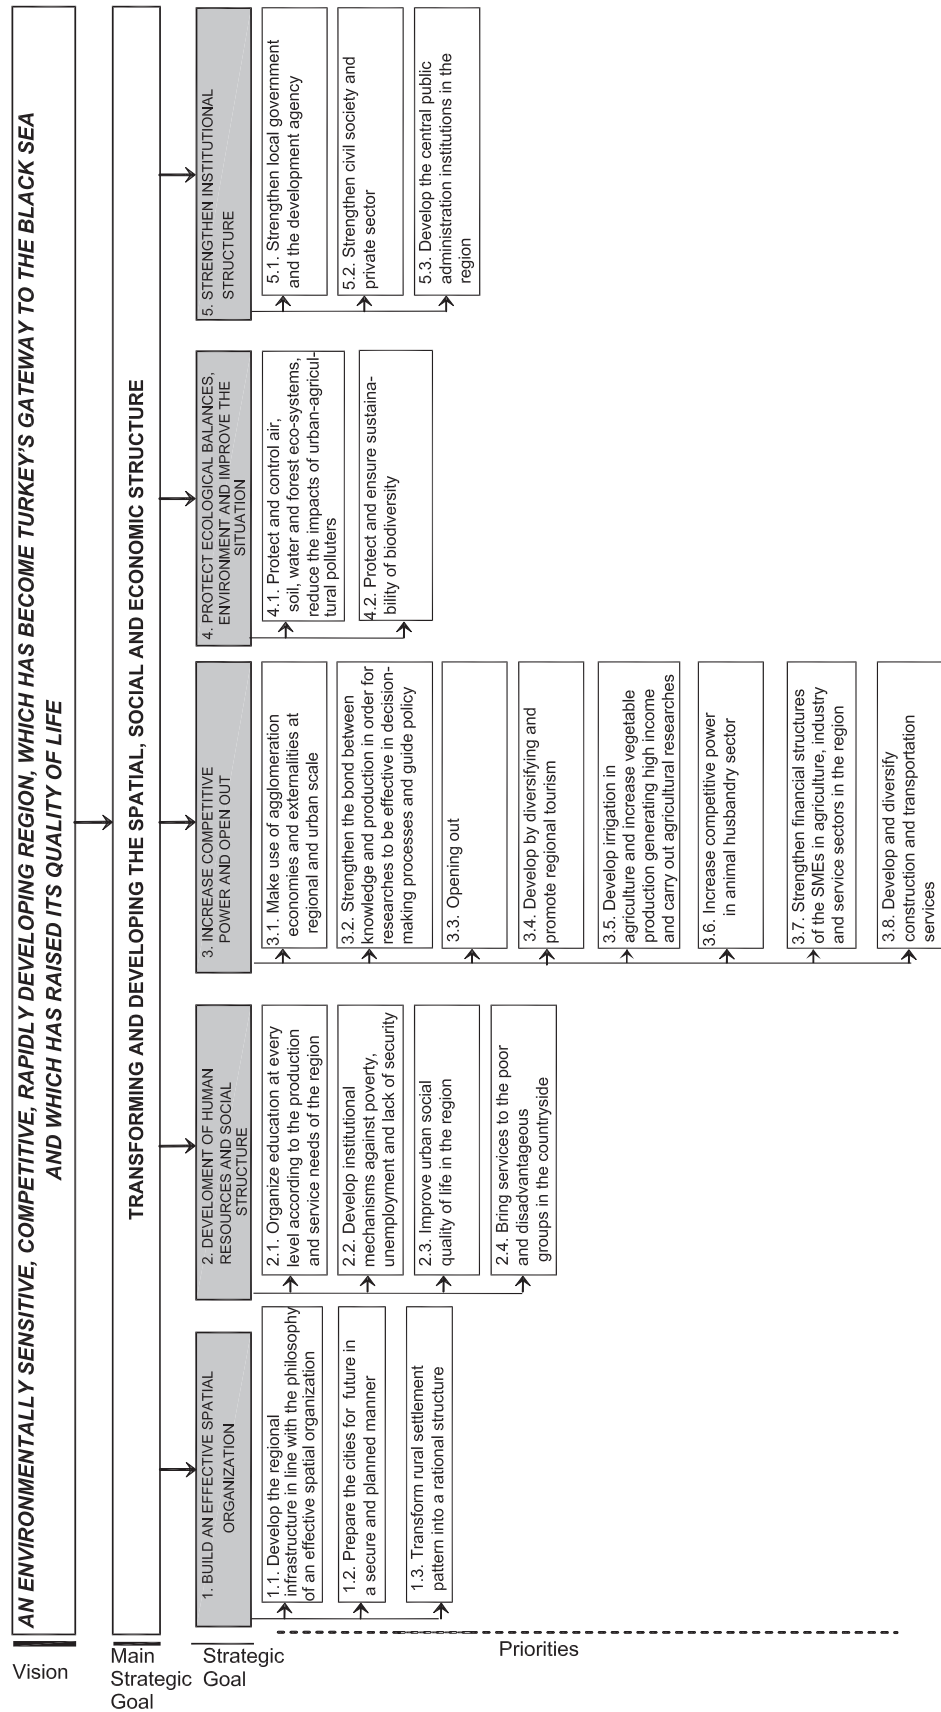 AN ENVIRONMENTALLY SENSITIVE, COMPETITIVE, RAPIDLY DEVELOPING REGION, WHICH HAS BECOME TURKEY'S GATEWAY TO THE BLACK SEA
AND WHICH HAS RAISED ITS QUALITY OF LIFE
TRANSFORMING AND DEVELOPING THE SPATIAL, SOCIAL AND ECONOMIC STRUCTURE
1. BUILD AN EFFECTIVE SPATIAL
ORGANIZATION
1.1. Develop the regional
infrastructure in line with the philosophy
of an effective spatial organization
1.2. Prepare the cities for future in
a secure and planned manner
1.3. Transform rural settlement
pattern into a rational structure
2. DEVELOMENT OF HUMAN
RESOURCES AND SOCIAL
STRUCTURE
2.1. Organize education at every
level according to the production
and service needs of the region
2.2. Develop institutional
mechanisms against poverty,
unemployment and lack of security
2.3. Improve urban social
quality of life in the region
2.4. Bring services to the poor
and disadvantageous
groups in the countryside
3. INCREASE COMPETITIVE
POWER AND OPEN OUT
3.1. Make use of agglomeration
economies and externalities at
regional and urban scale
3.2. Strengthen the bond between
knowledge and production in order for
researches to be effective in decision-
making processes and guide policy
3.3. Opening out
3.4. Develop by diversifying and
promote regional tourism
3.5. Develop irrigation in
agriculture and increase vegetable
production generating high income
and carry out agricultural researches
3.6. Increase competitive power
in animal husbandry sector
3.7. Strengthen financial structures
of the SMEs in agriculture, industry
and service sectors in the region
3.8. Develop and diversify
construction and transportation
services
4. PROTECT ECOLOGICAL BALANCES,
ENVIRONMENT AND IMPROVE THE
SITUATION
4.1. Protect and control air,
soil, water and forest eco-systems,
reduce the impacts of urban-agricul-
tural polluters
4.2. Protect and ensure sustaina-
bility of biodiversity
5. STRENGTHEN INSTITUTIONAL
STRUCTURE
5.1. Strengthen local government
and the development agency
5.2. Strengthen civil society and
private sector
5.3. Develop the central public
administration institutions in the
region
Vision
Main
Strategic
Goal
Strategic
Goal
Priorities